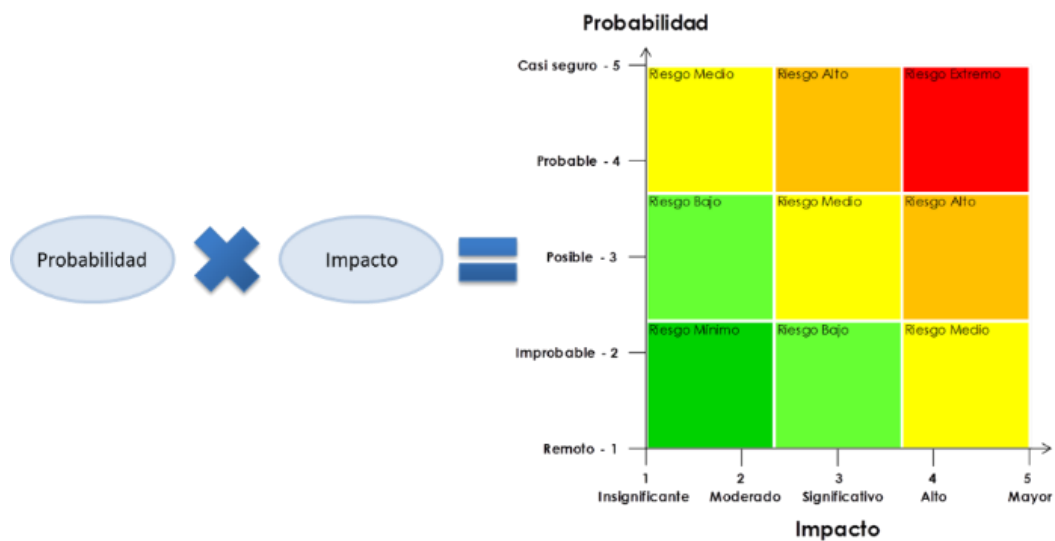 Probabilidad
Casi seguro - 5
Riesgo Medio
Riesgo Alto
Riesgo Extremo
Probable - 4
Riesgo Bajo
Riesgo Medio
Riesgo Alto
Probabilidad
Impacto
Posible - 3
Riesgo Mínimo
Riesgo Bajo
Riesgo Medio
Improbable - 2
Remoto - 1
1 2 3 4 5
Insignificante Moderado Significativo Alto Mayor
Impacto